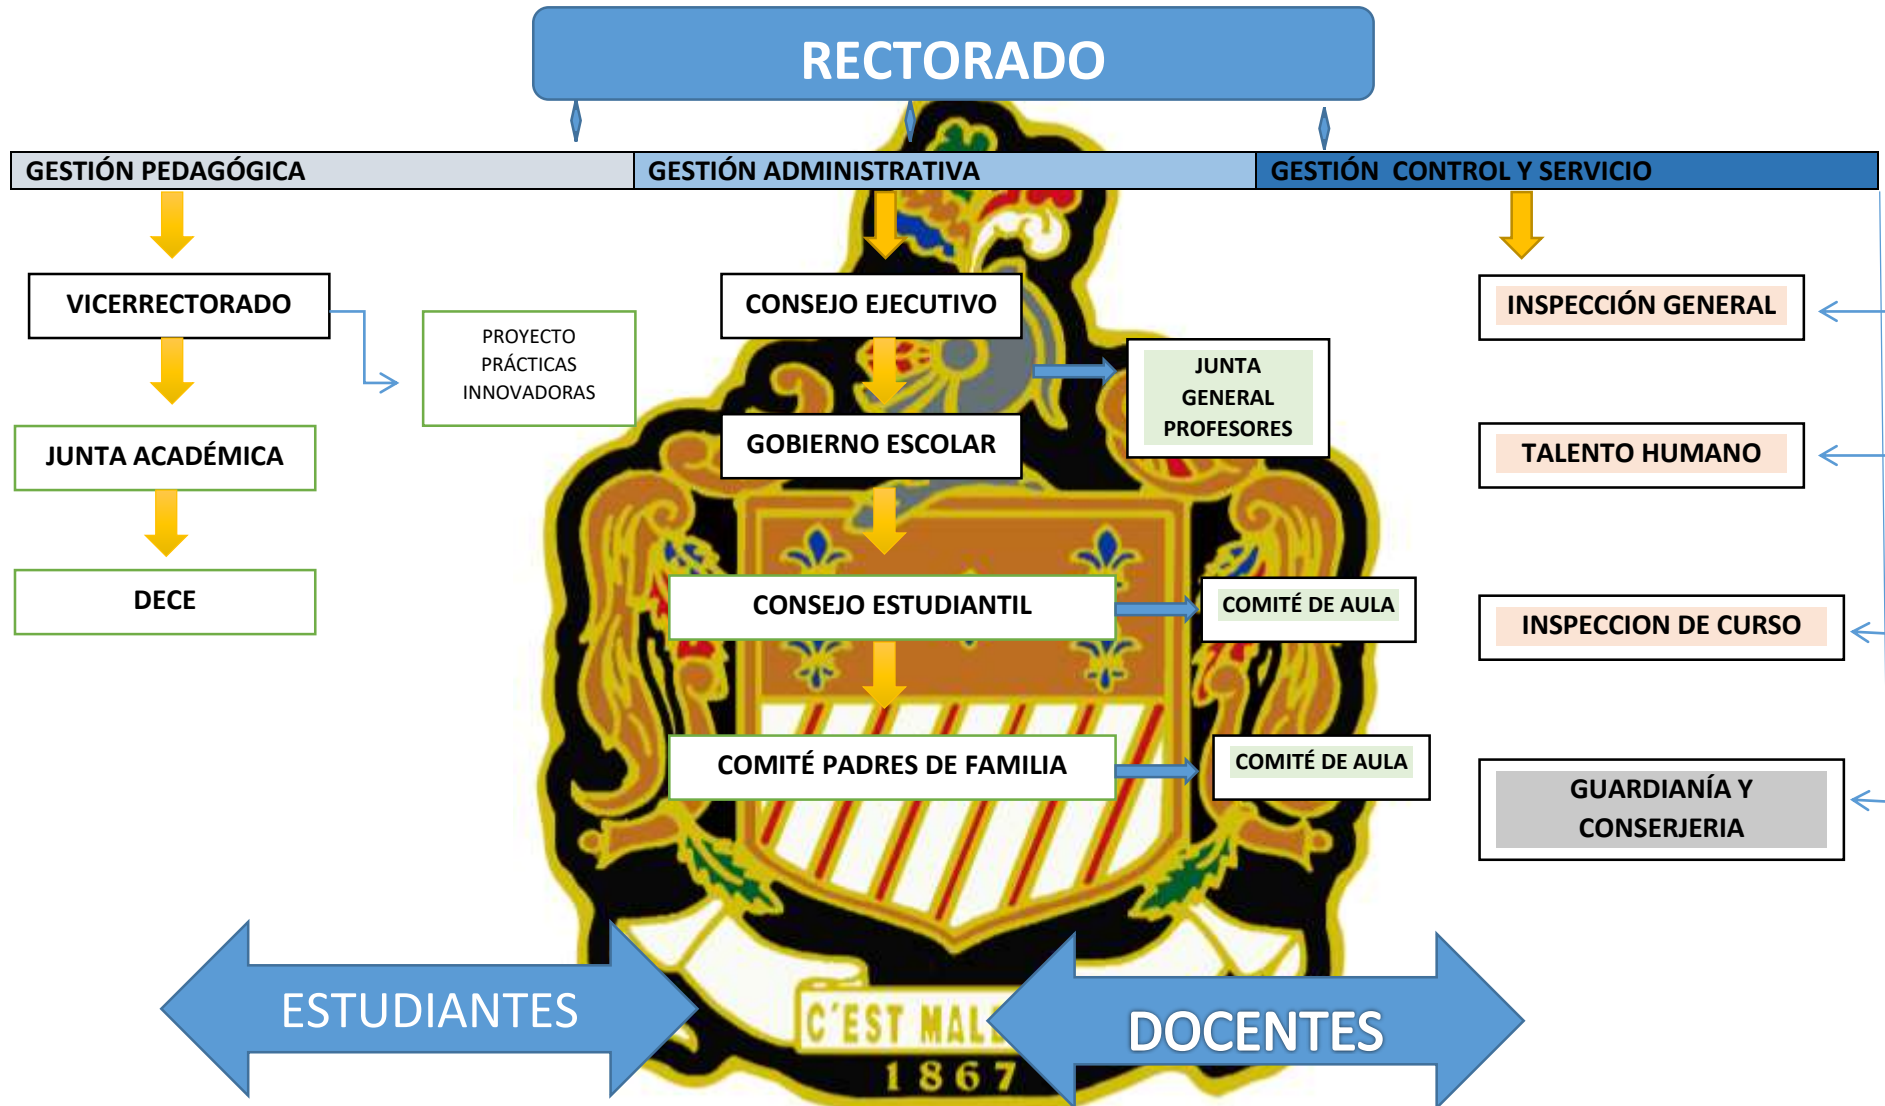 RECTORADO
GESTIÓN PEDAGÓGICA
GESTIÓN ADMINISTRATIVA
GESTIÓN CONTROL Y SERVICIO
VICERRECTORADO
PROYECTO
PRÁCTICAS
INNOVADORAS
JUNTA ACADÉMICA
DECE
CONSEJO EJECUTIVO
JUNTA
GENERAL
PROFESORES
GOBIERNO ESCOLAR
CONSEJO ESTUDIANTIL
COMITÉ DE AULA
COMITÉ PADRES DE FAMILIA
COMITÉ DE AULA
INSPECCIÓN GENERAL
TALENTO HUMANO
INSPECCION DE CURSO
GUARDIANÍA Y
CONSERJERIA
ESTUDIANTES
DOCENTES
C´EST
1867